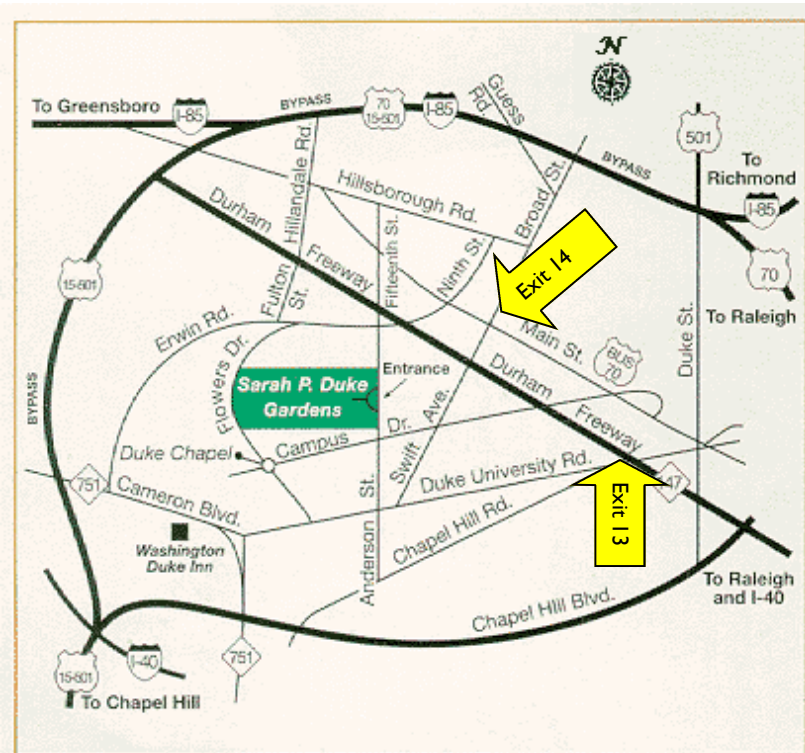 N
To Greensboro
I-85
BYPASS
70
15-501
I-85
Guess
Rd.
BYPASS
501
To
Richmond
I-85
70
To Raleigh
Hillandale Rd.
Hillsborough Rd.
Broad St.
Durham
Freeway
Fifteenth St.
Ninth St.
Exit 14
15-501
Fulton
St.
Erwin Rd.
Flowers Dr.
Main St.
BUS
70
Duke St.
BYPASS
Sarah P. Duke
Gardens
Entrance
Durham
Freeway
Duke Chapel
Campus
Dr.
Swift
Ave.
Duke University Rd.
751
Cameron Blvd.
Chapel Hill Rd.
Exit 13
47
Washington
Duke Inn
Anderson
St.
To Raleigh
and I-40
Chapel Hill Blvd.
751
I-40
15-501
To Chapel Hill